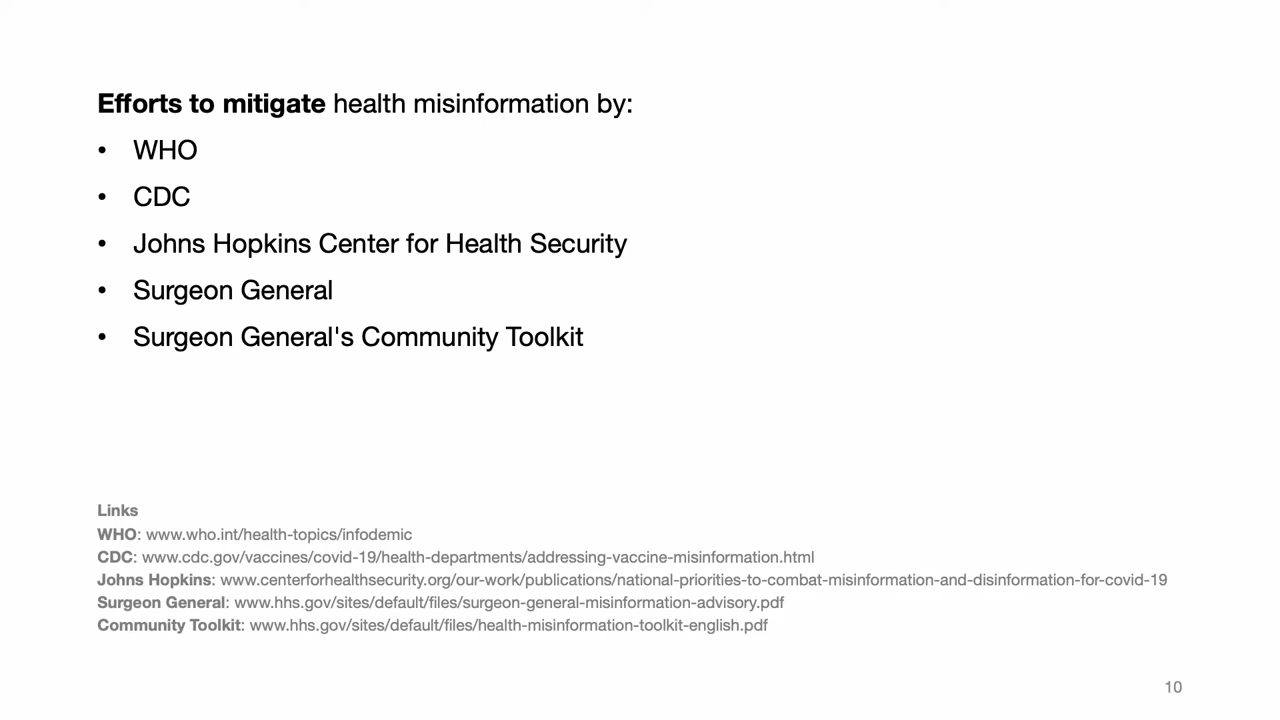 Efforts to mitigate health misinformation by:
• WHO
• CDC
• Johns Hopkins Center for Health Security
• Surgeon General
• Surgeon General's Community Toolkit
Links
WHO: www.who.int/health-topics/infodemic
CDC: www.cdc.gov/vaccines/covid-19/health-departments/addressing-vaccine-misinformation.html
Johns Hopkins: www.centerforhealthsecurity.org/our-work/publications/national-priorities-to-combat-misinformation-and-disinformation-for-covid-19
Surgeon General: www.hhs.gov/sites/default/files/surgeon-general-misinformation-advisory.pdf
Community Toolkit: www.hhs.gov/sites/default/files/health-misinformation-toolkit-english.pdf
10